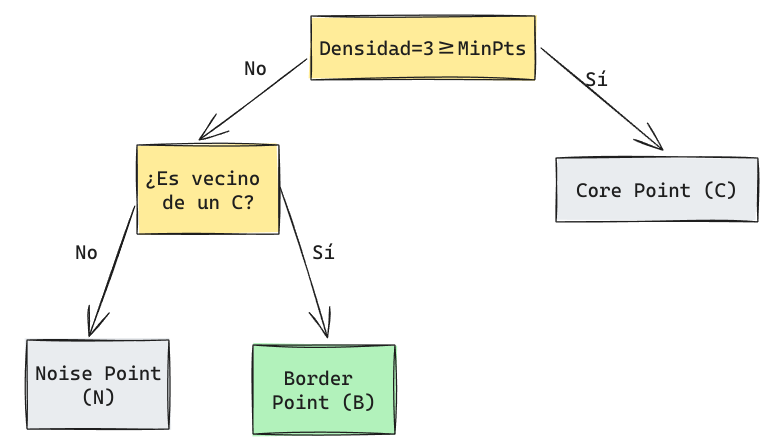 Densidad=3≥MinPts
No
Sí
¿Es vecino
de un C?
Core Point (C)
No
Sí
Noise Point
(N)
Border
Point (B)